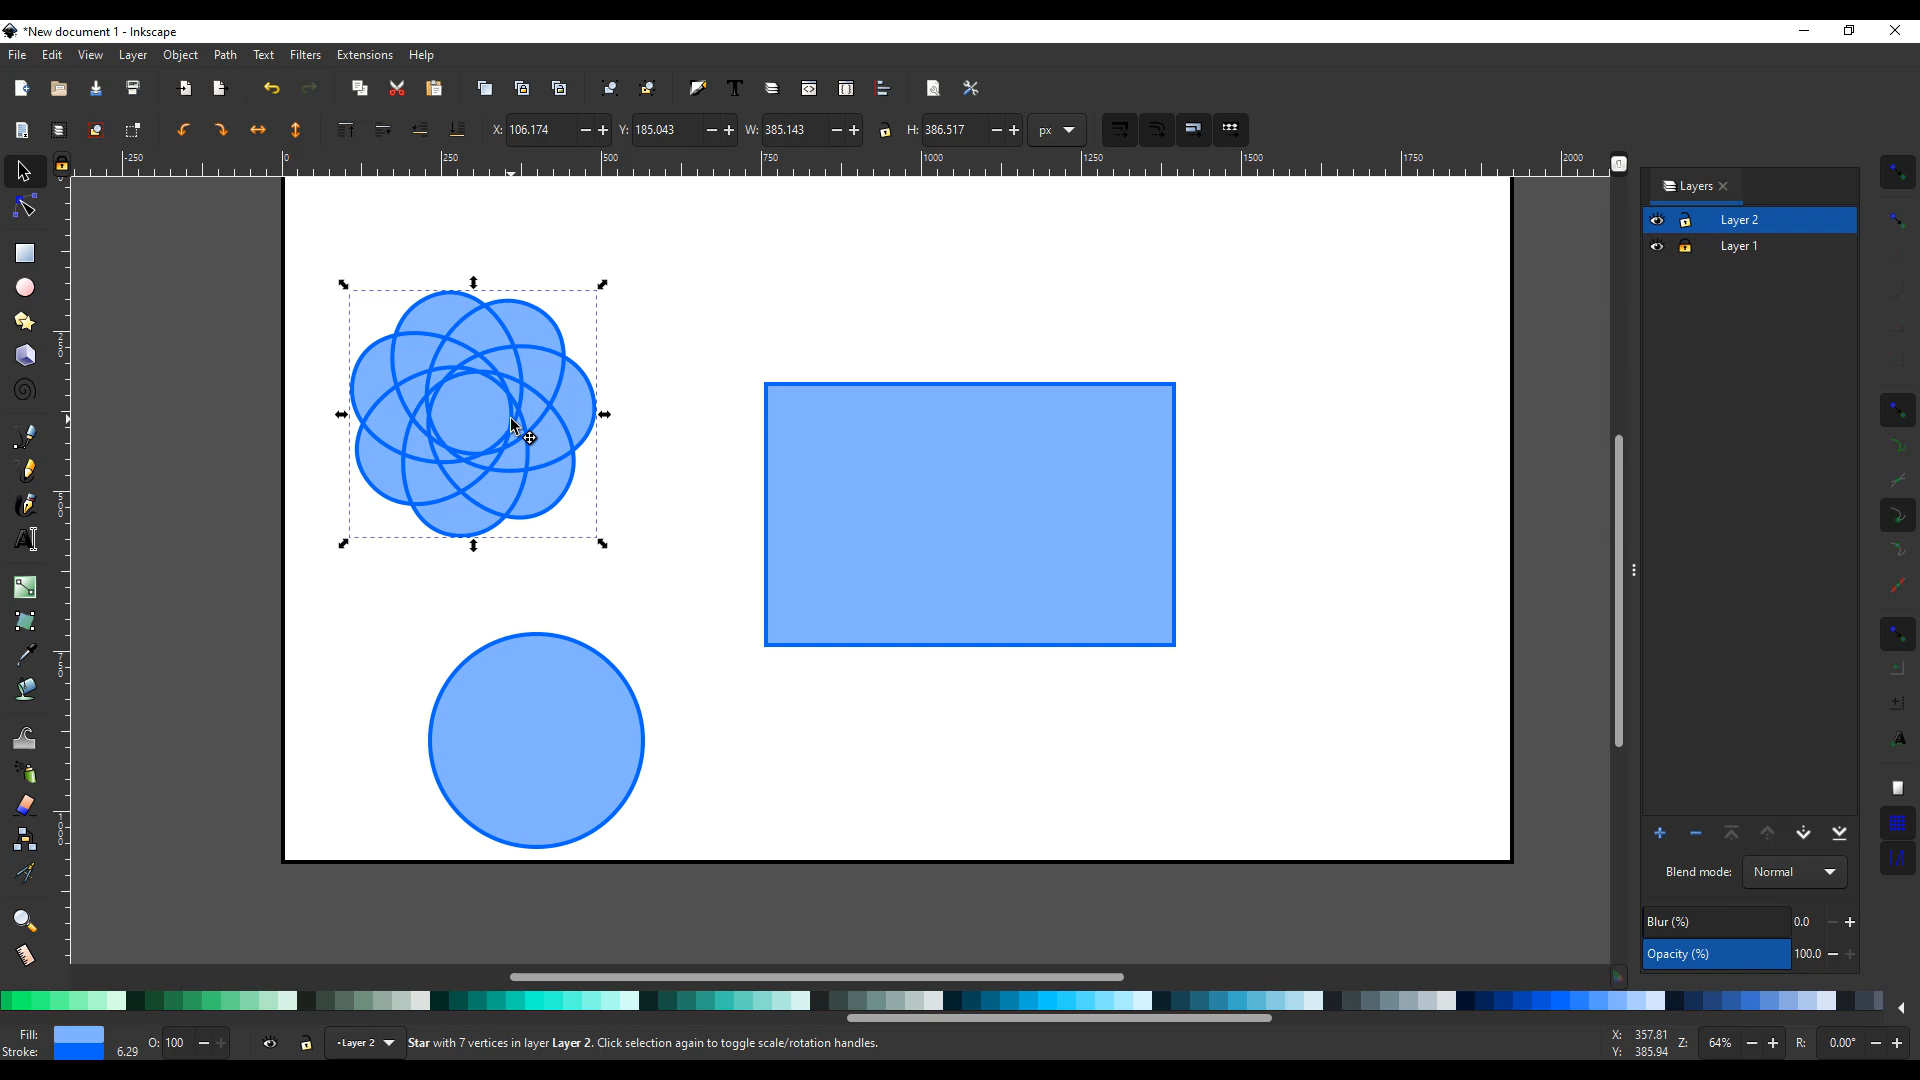 *New document 1 - Inkscape
File Edit View Layer Object Path Text Filters Extensions Help
X: 106.174 Y: 185.043 W: 385.143 H: 386.517 px
-250 0 250 500 750 1000 1250 1500 1750 2000
Layers
Layer 2
Layer 1
250
500
750
1000
Blend mode: Normal
Blur (%) 0.0
Opacity (%) 100.0
Fill:
Stroke: 6.29
O: 100
-Layer 2
Star with 7 vertices in layer Layer 2. Click selection again to toggle scale/rotation handles.
X: 357.81
Y: 385.94
Z: 64%
R: 0.00°